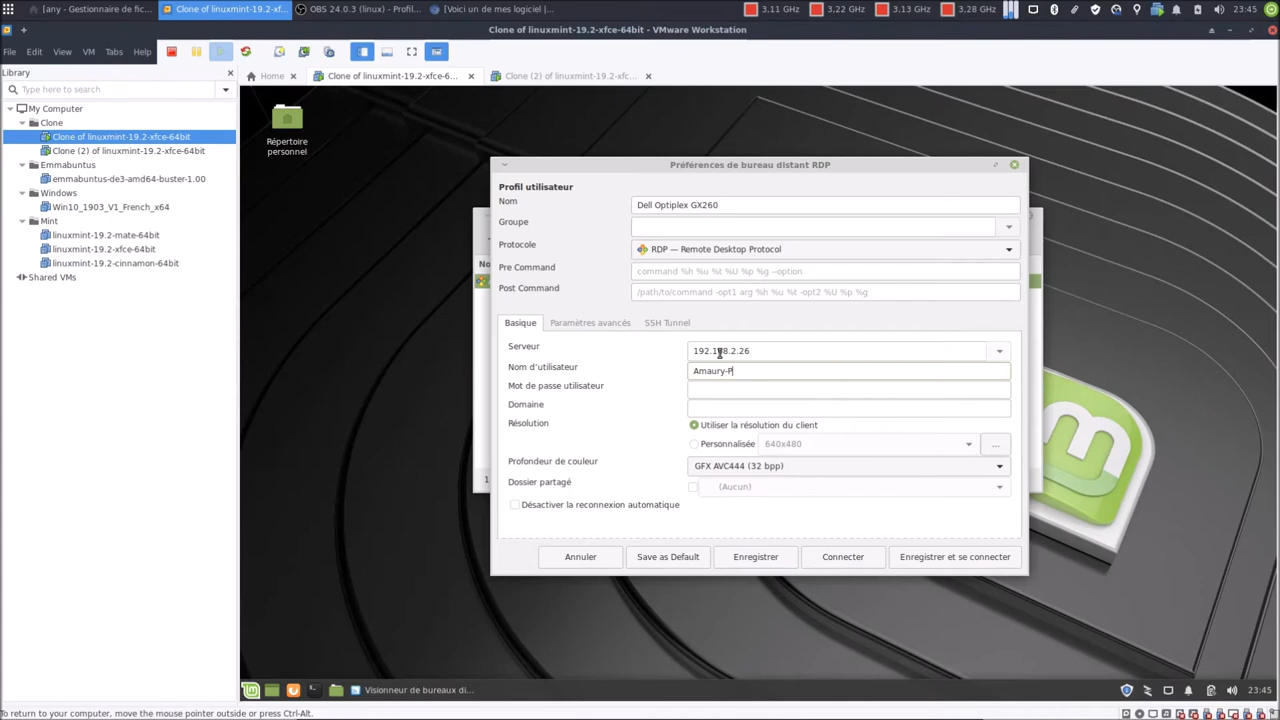 [any - Gestionnaire de fic... Clone of linuxmint-19.2-xf... OBS 24.0.3 (linux) - Profil... [Voici un de mes logiciel |... 3.11 GHz 3.22 GHz 3.13 GHz 3.28 GHz 23:45
Clone of linuxmint-19.2-xfce-64bit - VMware Workstation
File Edit View VM Tabs Help
Library
Home Clone of linuxmint-19.2-xfce-6... Clone (2) of linuxmint-19.2-xfc...
Type here to search
My Computer
Clone
Clone of linuxmint-19.2-xfce-64bit
Clone (2) of linuxmint-19.2-xfce-64bit
Emmabuntus
emmabuntus-de3-amd64-buster-1.00
Windows
Win10_1903_V1_French_x64
Mint
linuxmint-19.2-mate-64bit
linuxmint-19.2-xfce-64bit
linuxmint-19.2-cinnamon-64bit
Shared VMs
Répertoire
personnel
Préférences de bureau distant RDP
Profil utilisateur
Nom Dell Optiplex GX260
Groupe
Protocole RDP — Remote Desktop Protocol
Pre Command command %h %u %t %U %p %g --option
Post Command /path/to/command -opt1 arg %h %u %t -opt2 %U %p %g
Basique Paramètres avancés SSH Tunnel
Serveur
Nom d'utilisateur Amaury-P
Mot de passe utilisateur
Domaine
Résolution Utiliser la résolution du client
Personnalisée 640x480 ...
Profondeur de couleur GFX AVC444 (32 bpp)
Dossier partagé (Aucun)
Désactiver la reconnexion automatique
Annuler Save as Default Enregistrer Connecter Enregistrer et se connecter
No
1
Visionneur de bureaux di... 23:45
To return to your computer, move the mouse pointer outside or press Ctrl-Alt.